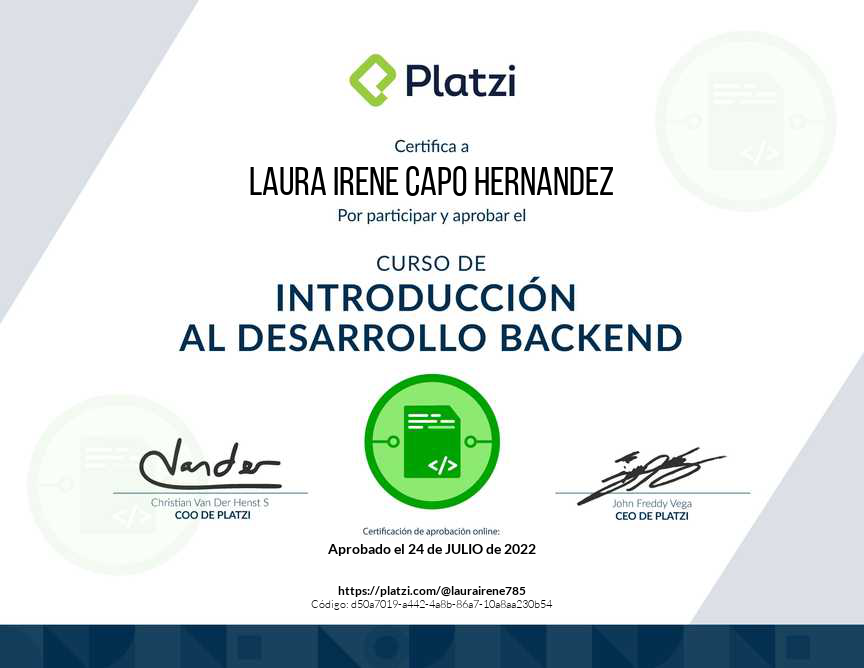 Platzi
Certifica a
LAURA IRENE CAPO HERNANDEZ
Por participar y aprobar el
CURSO DE
INTRODUCCIÓN
AL DESARROLLO BACKEND
</>
Vander
Christian Van Der Henst S
COO DE PLATZI
John Freddy Vega
CEO DE PLATZI
Certificación de aprobación online:
Aprobado el 24 de JULIO de 2022
https://platzi.com/@laurairene785
Código: d50a7019-a442-4a8b-86a7-10a8aa230b54